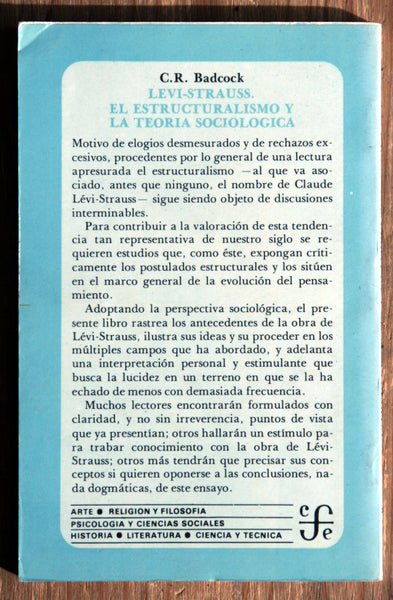 C.R. Badcock
LEVI-STRAUSS.
EL ESTRUCTURALISMO Y
LA TEORIA SOCIOLOGICA
Motivo de elogios desmesurados y de rechazos ex-
cesivos, procedentes por lo general de una lectura
apresurada el estructuralismo —al que va aso-
ciado, antes que ninguno, el nombre de Claude
Lévi-Strauss— sigue siendo objeto de discusiones
interminables.
Para contribuir a la valoración de esta tenden-
cia tan representativa de nuestro siglo se re-
quieren estudios que, como éste, expongan críti-
camente los postulados estructurales y los sitúen
en el marco general de la evolución del pensa-
miento.
Adoptando la perspectiva sociológica, el pre-
sente libro rastrea los antecedentes de la obra de
Lévi-Strauss, ilustra sus ideas y su proceder en los
múltiples campos que ha abordado, y adelanta
una interpretación personal y estimulante que
busca la lucidez en un terreno en que se la ha
echado de menos con demasiada frecuencia.
Muchos lectores encontrarán formulados con
claridad, y no sin irreverencia, puntos de vista
que ya presentían; otros hallarán un estímulo pa-
ra trabar conocimiento con la obra de Lévi-
Strauss; otros más tendrán que precisar sus con-
ceptos si quieren oponerse a las conclusiones, na-
da dogmáticas, de este ensayo.
ARTE ● RELIGION Y FILOSOFIA
PSICOLOGIA Y CIENCIAS SOCIALES
HISTORIA ● LITERATURA ● CIENCIA Y TECNICA
c f e